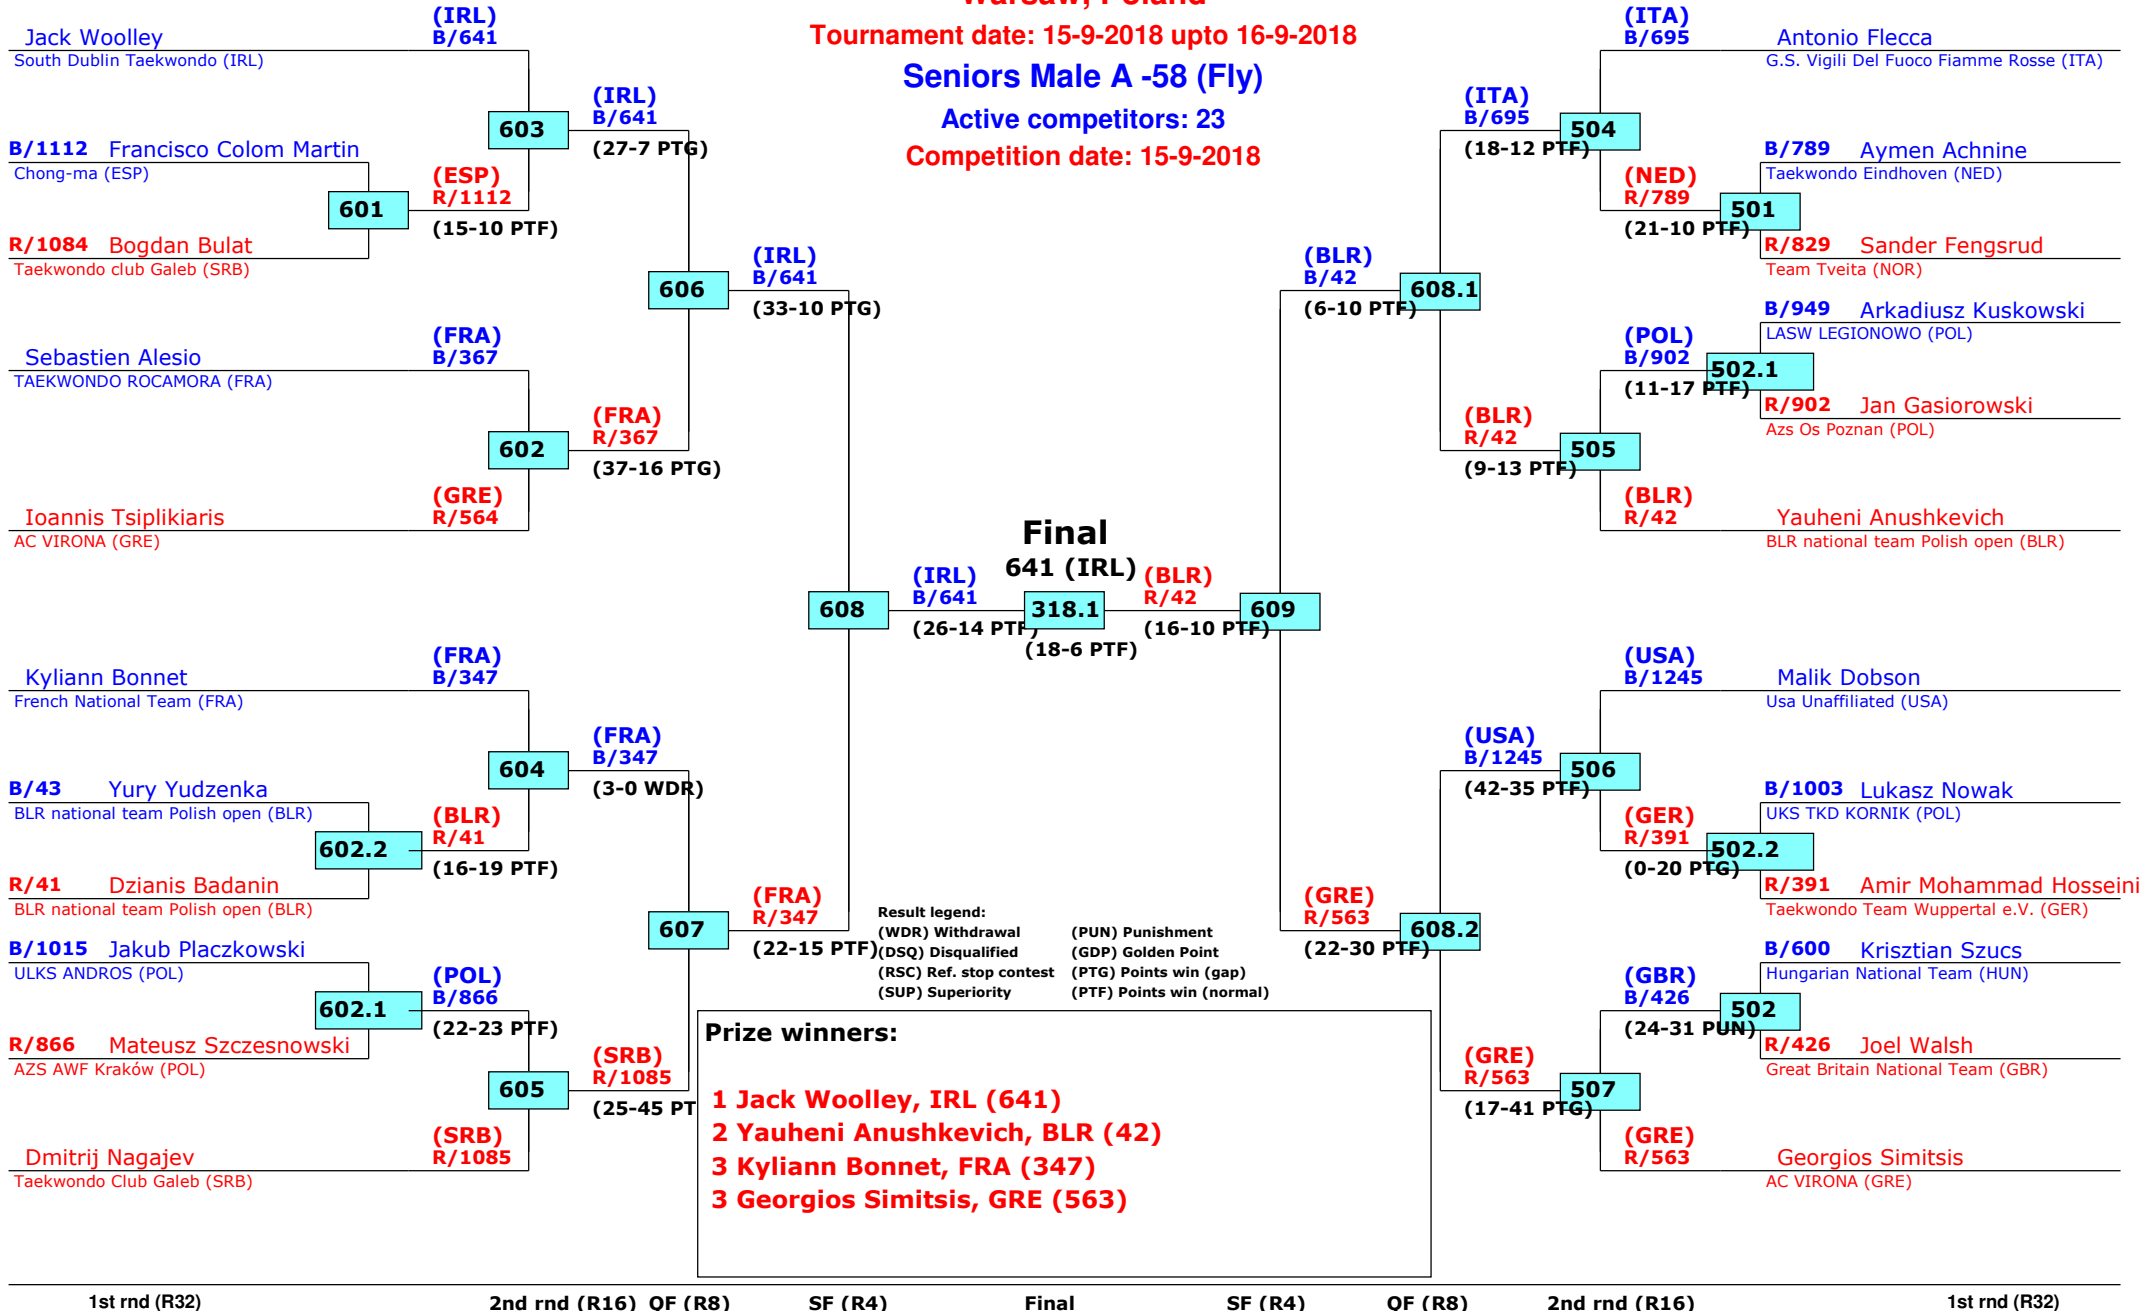 Warsaw, Poland
Tournament date: 15-9-2018 upto 16-9-2018
Seniors Male A -58 (Fly)
Active competitors: 23
Competition date: 15-9-2018
Jack Woolley
South Dublin Taekwondo (IRL)
(IRL)
B/641
B/1112 Francisco Colom Martin
Chong-ma (ESP)
R/1084 Bogdan Bulat
Taekwondo club Galeb (SRB)
601
(ESP)
R/1112
(15-10 PTF)
603
(IRL)
B/641
(27-7 PTG)
Sebastien Alesio
TAEKWONDO ROCAMORA (FRA)
(FRA)
B/367
Ioannis Tsiplikiaris
AC VIRONA (GRE)
(GRE)
R/564
602
(FRA)
R/367
(37-16 PTG)
606
(IRL)
B/641
(33-10 PTG)
Kyliann Bonnet
French National Team (FRA)
(FRA)
B/347
B/43 Yury Yudzenka
BLR national team Polish open (BLR)
R/41 Dzianis Badanin
BLR national team Polish open (BLR)
602.2
(BLR)
R/41
(16-19 PTF)
604
(FRA)
B/347
(3-0 WDR)
B/1015 Jakub Placzkowski
ULKS ANDROS (POL)
R/866 Mateusz Szczesnowski
AZS AWF Kraków (POL)
602.1
(POL)
B/866
(22-23 PTF)
Dmitrij Nagajev
Taekwondo Club Galeb (SRB)
(SRB)
R/1085
605
(SRB)
R/1085
(25-45 PT
607
(FRA)
R/347
(22-15 PTF)
608
(IRL)
B/641
(26-14 PTF)
Final
641 (IRL)
318.1
(18-6 PTF)
(BLR)
R/42
(16-10 PTF)
609
(BLR)
B/42
(6-10 PTF)
608.1
(ITA)
B/695
(18-12 PTF)
504
(ITA)
B/695
Antonio Flecca
G.S. Vigili Del Fuoco Fiamme Rosse (ITA)
(NED)
R/789
(21-10 PTF)
501
B/789 Aymen Achnine
Taekwondo Eindhoven (NED)
R/829 Sander Fengsrud
Team Tveita (NOR)
(BLR)
R/42
(9-13 PTF)
505
(POL)
B/902
(11-17 PTF)
502.1
B/949 Arkadiusz Kuskowski
LASW LEGIONOWO (POL)
R/902 Jan Gasiorowski
Azs Os Poznan (POL)
(BLR)
R/42
Yauheni Anushkevich
BLR national team Polish open (BLR)
(GRE)
R/563
(22-30 PTF)
608.2
(USA)
B/1245
(42-35 PTF)
506
(USA)
B/1245
Malik Dobson
Usa Unaffiliated (USA)
(GER)
R/391
(0-20 PTG)
502.2
B/1003 Lukasz Nowak
UKS TKD KORNIK (POL)
R/391 Amir Mohammad Hosseini
Taekwondo Team Wuppertal e.V. (GER)
(GRE)
R/563
(17-41 PTG)
507
(GBR)
B/426
(24-31 PUN)
502
B/600 Krisztian Szucs
Hungarian National Team (HUN)
R/426 Joel Walsh
Great Britain National Team (GBR)
(GRE)
R/563
Georgios Simitsis
AC VIRONA (GRE)
Result legend:
(WDR) Withdrawal (PUN) Punishment
(DSQ) Disqualified (GDP) Golden Point
(RSC) Ref. stop contest (PTG) Points win (gap)
(SUP) Superiority (PTF) Points win (normal)
Prize winners:
1 Jack Woolley, IRL (641)
2 Yauheni Anushkevich, BLR (42)
3 Kyliann Bonnet, FRA (347)
3 Georgios Simitsis, GRE (563)
1st rnd (R32) 2nd rnd (R16) QF (R8) SF (R4) Final SF (R4) QF (R8) 2nd rnd (R16) 1st rnd (R32)